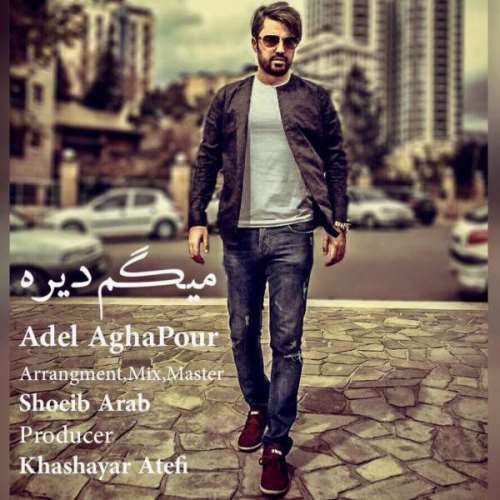 میگم دیره
Adel AghaPour
Arrangment,Mix,Master
Shoeib Arab
Producer
Khashayar Atefi